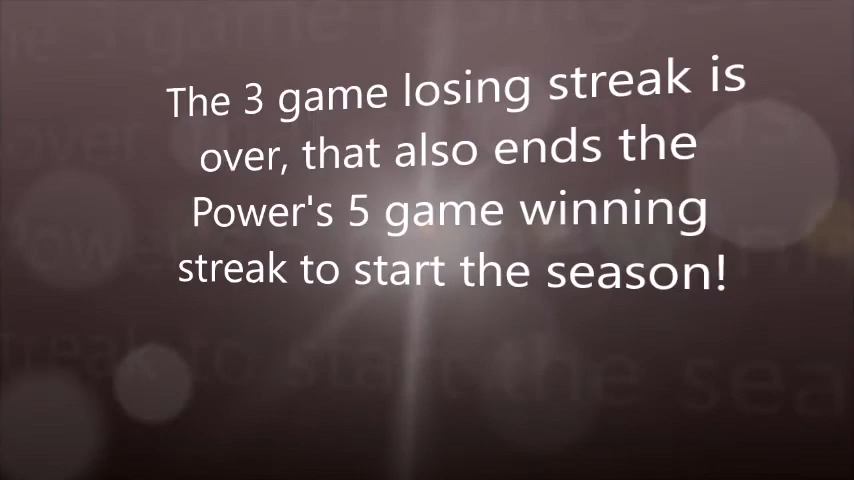 The 3 game losing streak is
over, that also ends the
Power's 5 game winning
streak to start the season!